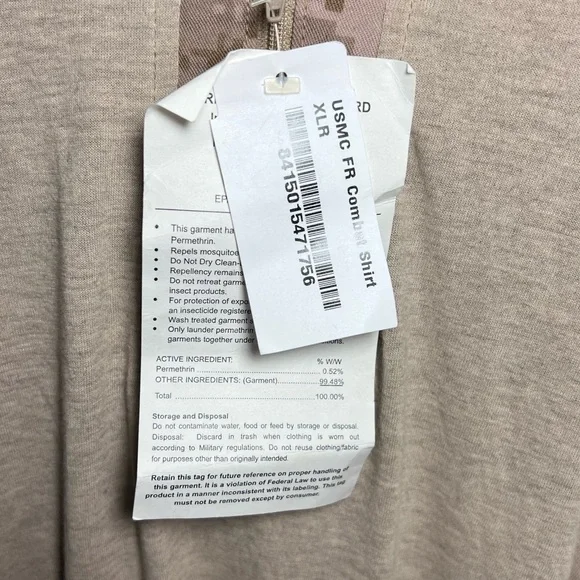 USMC FR Combat Shirt
XLR
8415015471756
RD
EP
• This garment ha
Permethrin.
• Repels mosquitoe
• Do Not Dry Clean-
• Repellency remains
• Do not retreat garme
insect products.
• For protection of expo
an insecticide registere
• Wash treated garment
• Only launder permethrin
garments together under
ACTIVE INGREDIENT: % W/W
Permethrin 0.52%
OTHER INGREDIENTS: (Garment) 99.48%
Total 100.00%
Storage and Disposal
Do not contaminate water, food or feed by storage or disposal.
Disposal: Discard in trash when clothing is worn out
according to Military regulations. Do not reuse clothing/fabric
for purposes other than originally intended.
Retain this tag for future reference on proper handling of
this garment. It is a violation of Federal Law to use this
product in a manner inconsistent with its labeling. This tag
must not be removed except by consumer.